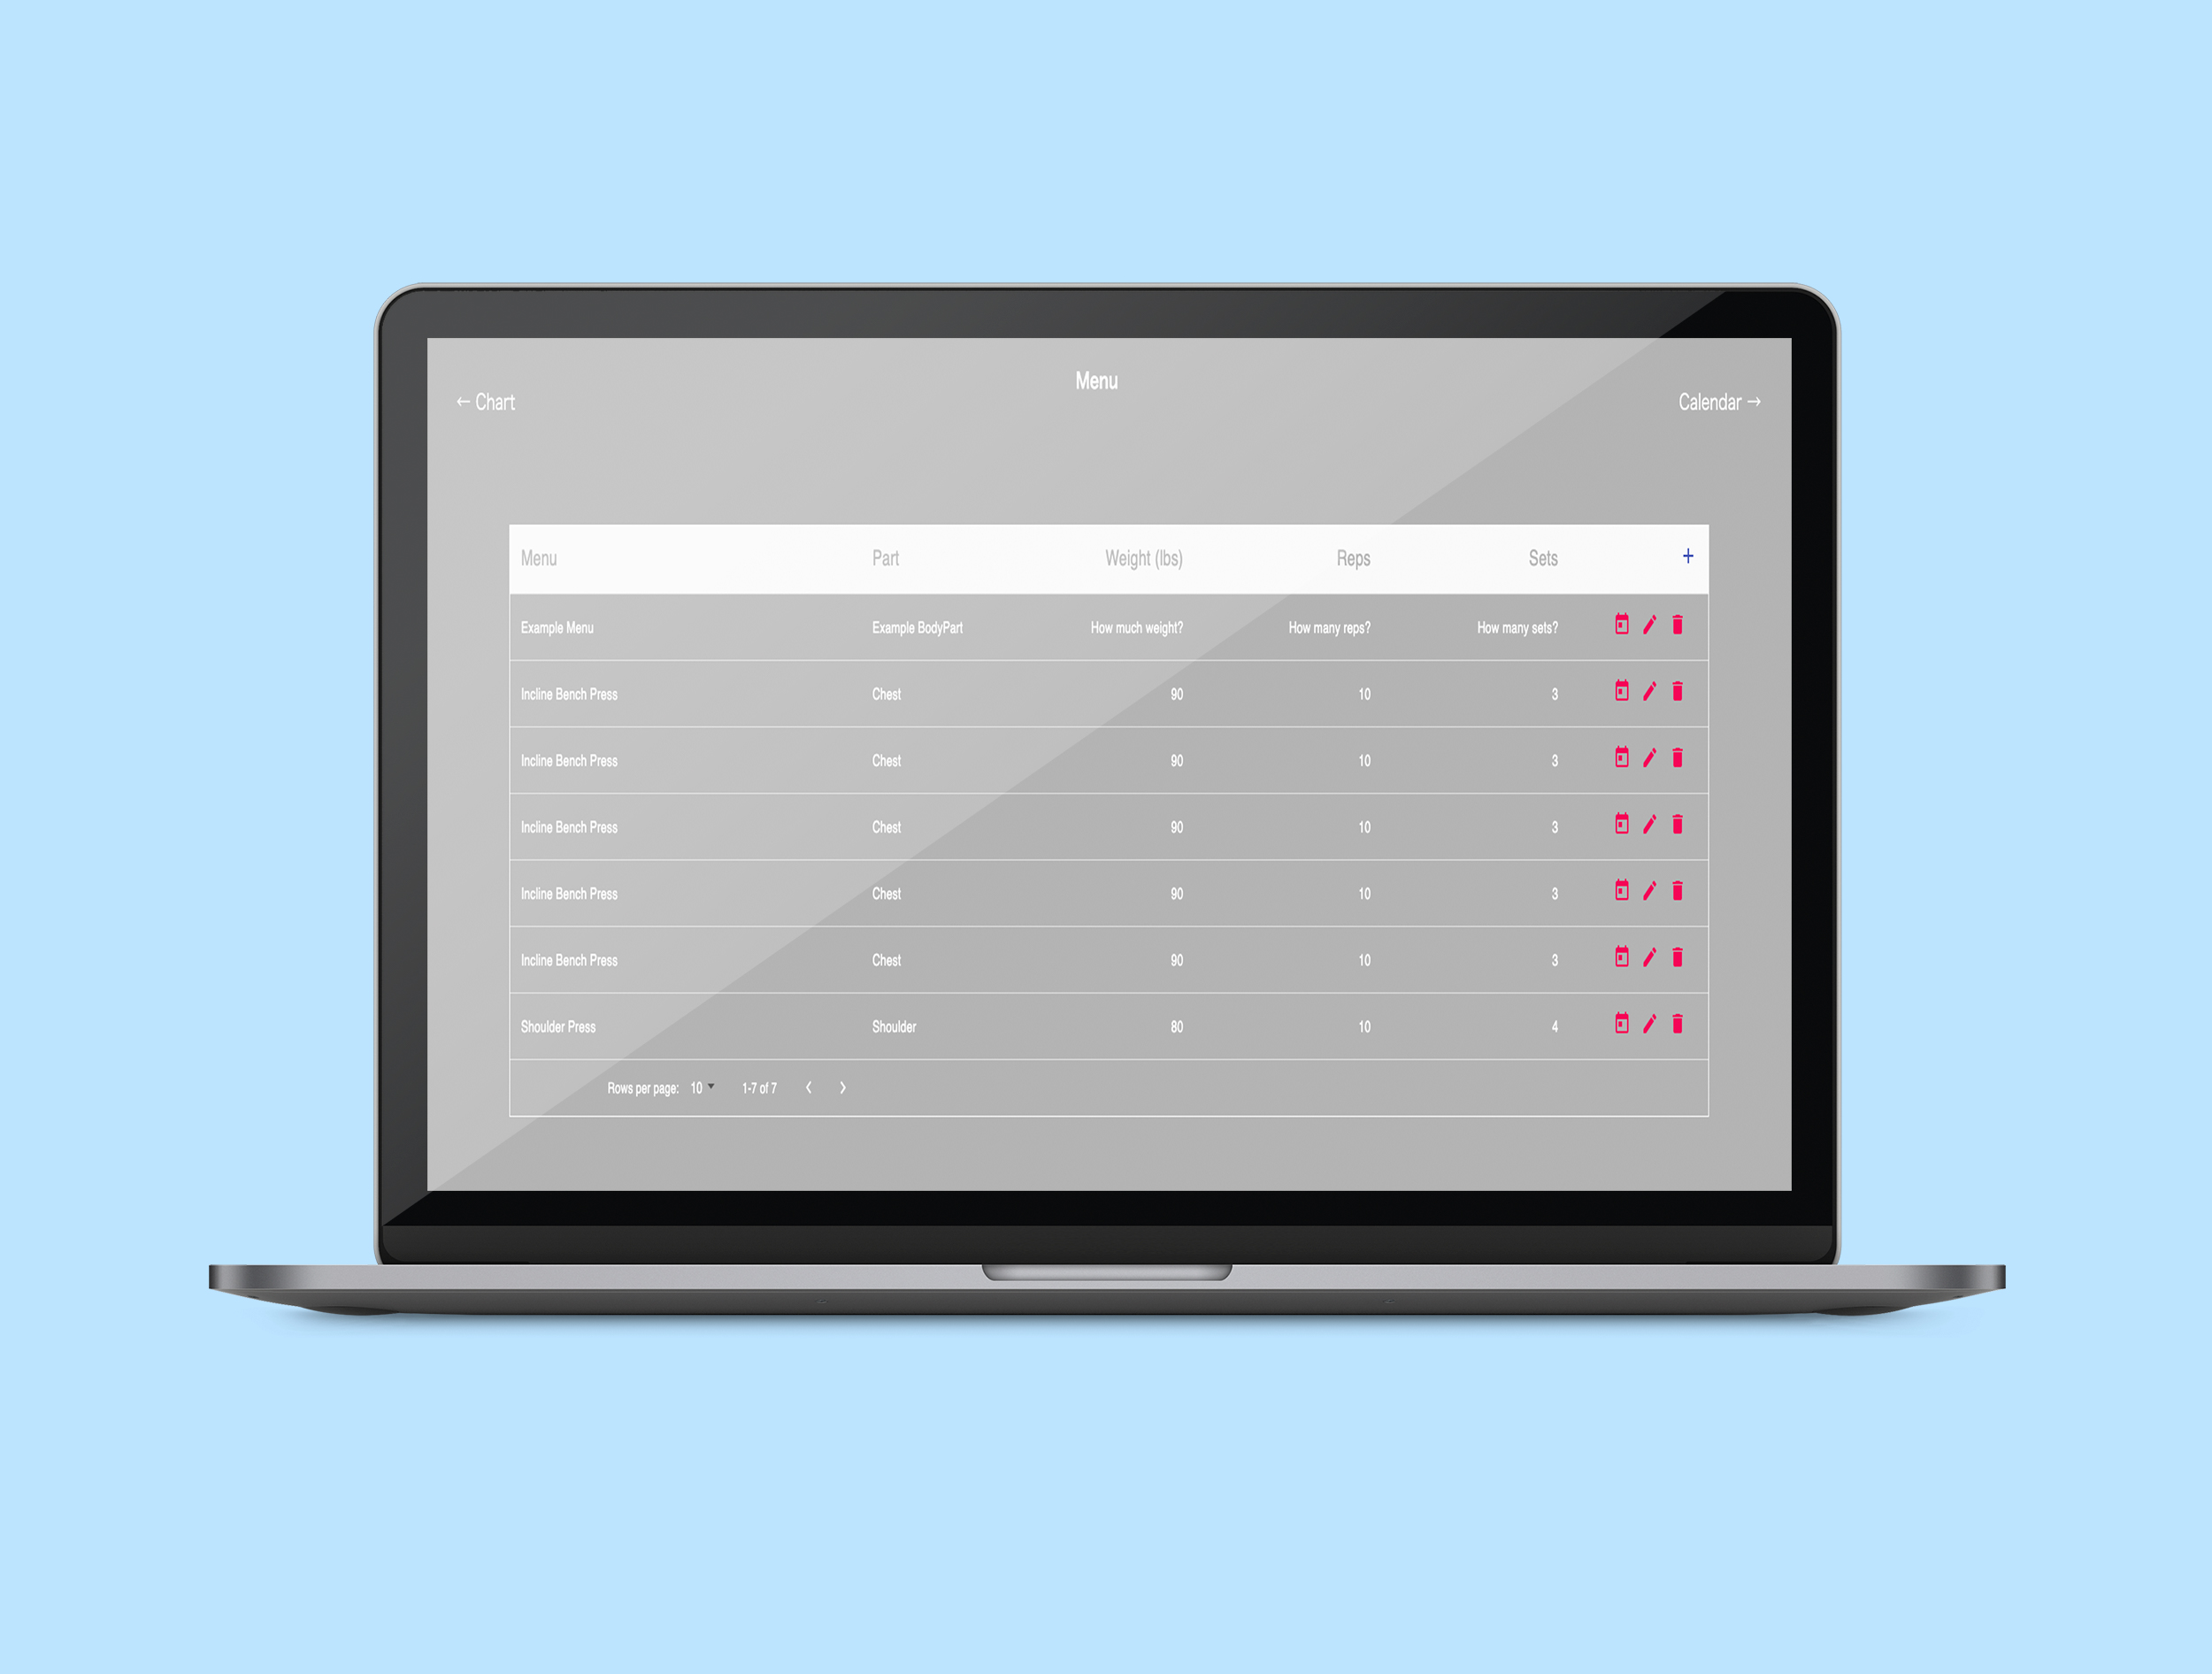 Menu
← Chart
Calendar →
Menu Part Weight (lbs) Reps Sets +
Example Menu Example BodyPart How much weight? How many reps? How many sets?
Incline Bench Press Chest 90 10 3
Incline Bench Press Chest 90 10 3
Incline Bench Press Chest 90 10 3
Incline Bench Press Chest 90 10 3
Incline Bench Press Chest 90 10 3
Shoulder Press Shoulder 80 10 4
Rows per page: 10 1-7 of 7